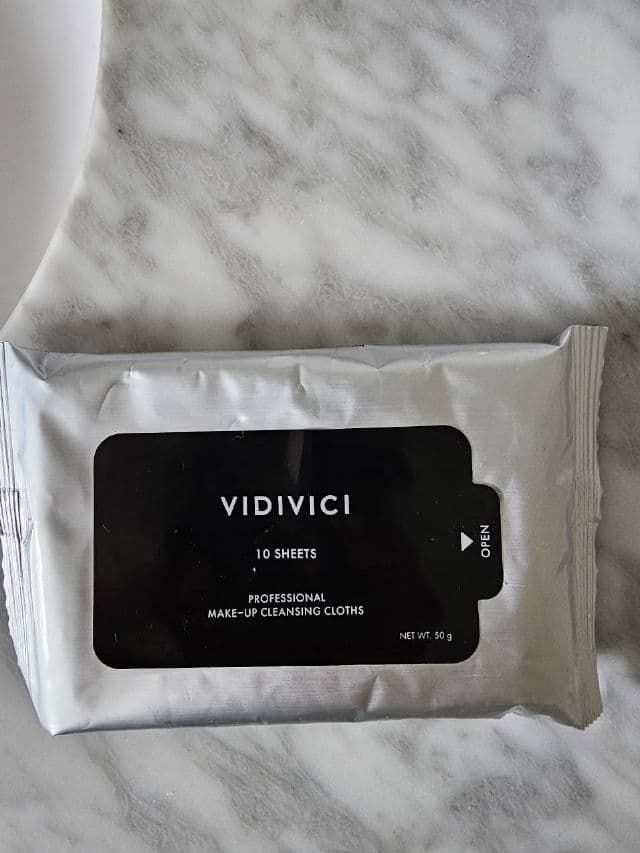 VIDIVICI
10 SHEETS
PROFESSIONAL
MAKE-UP CLEANSING CLOTHS
NET WT. 50 g
OPEN